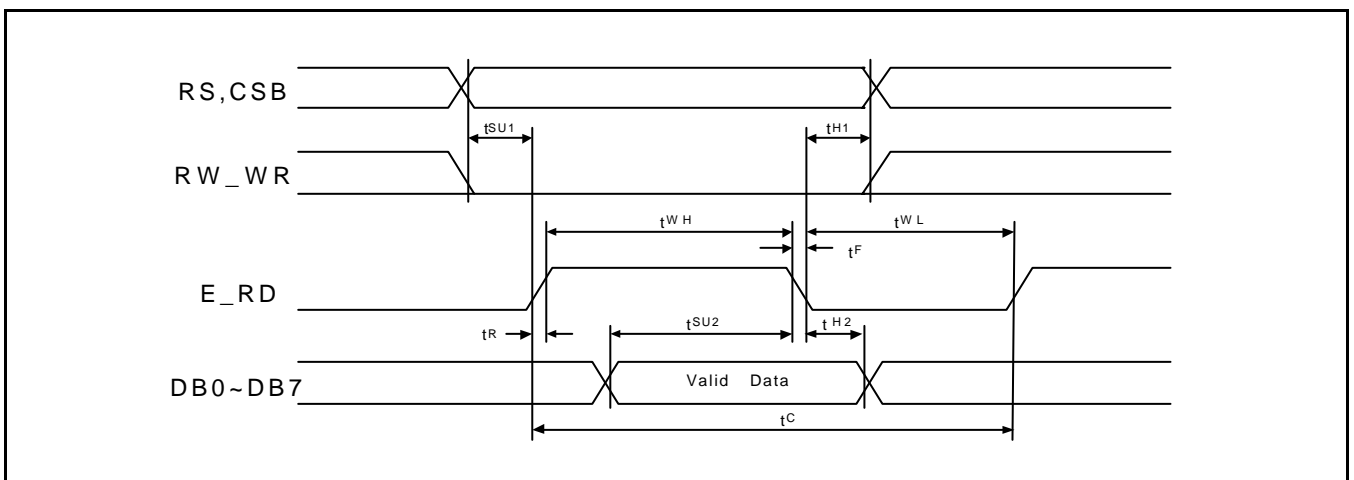 RS,CSB
tSU1
tH1
RW_WR
tWH
tWL
tF
E_RD
tSU2
tH2
tR
Valid Data
DB0~DB7
tC